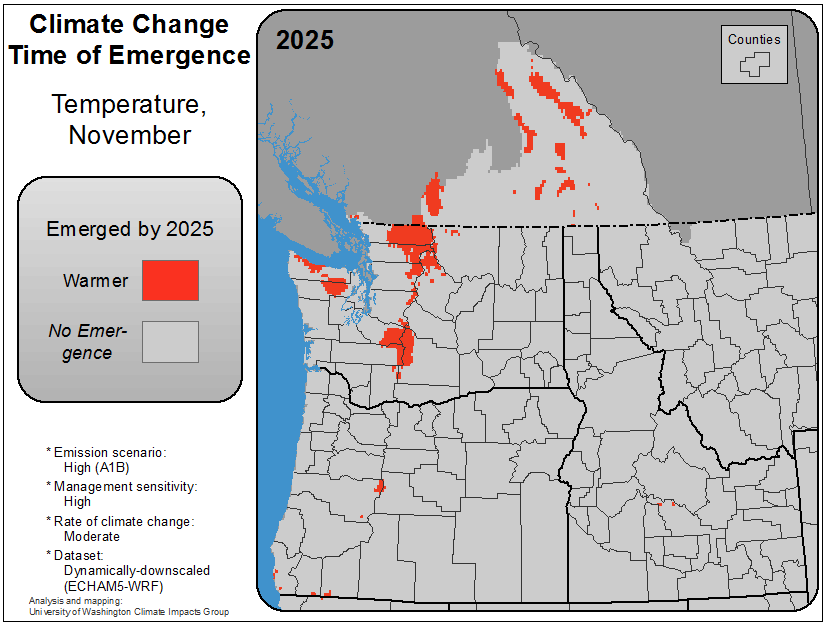 Climate Change
Time of Emergence
Temperature,
November
Emerged by 2025
Warmer
No Emer-
gence
* Emission scenario:
High (A1B)
* Management sensitivity:
High
* Rate of climate change:
Moderate
* Dataset:
Dynamically-downscaled
(ECHAM5-WRF)
Analysis and mapping:
University of Washington Climate Impacts Group
2025
Counties